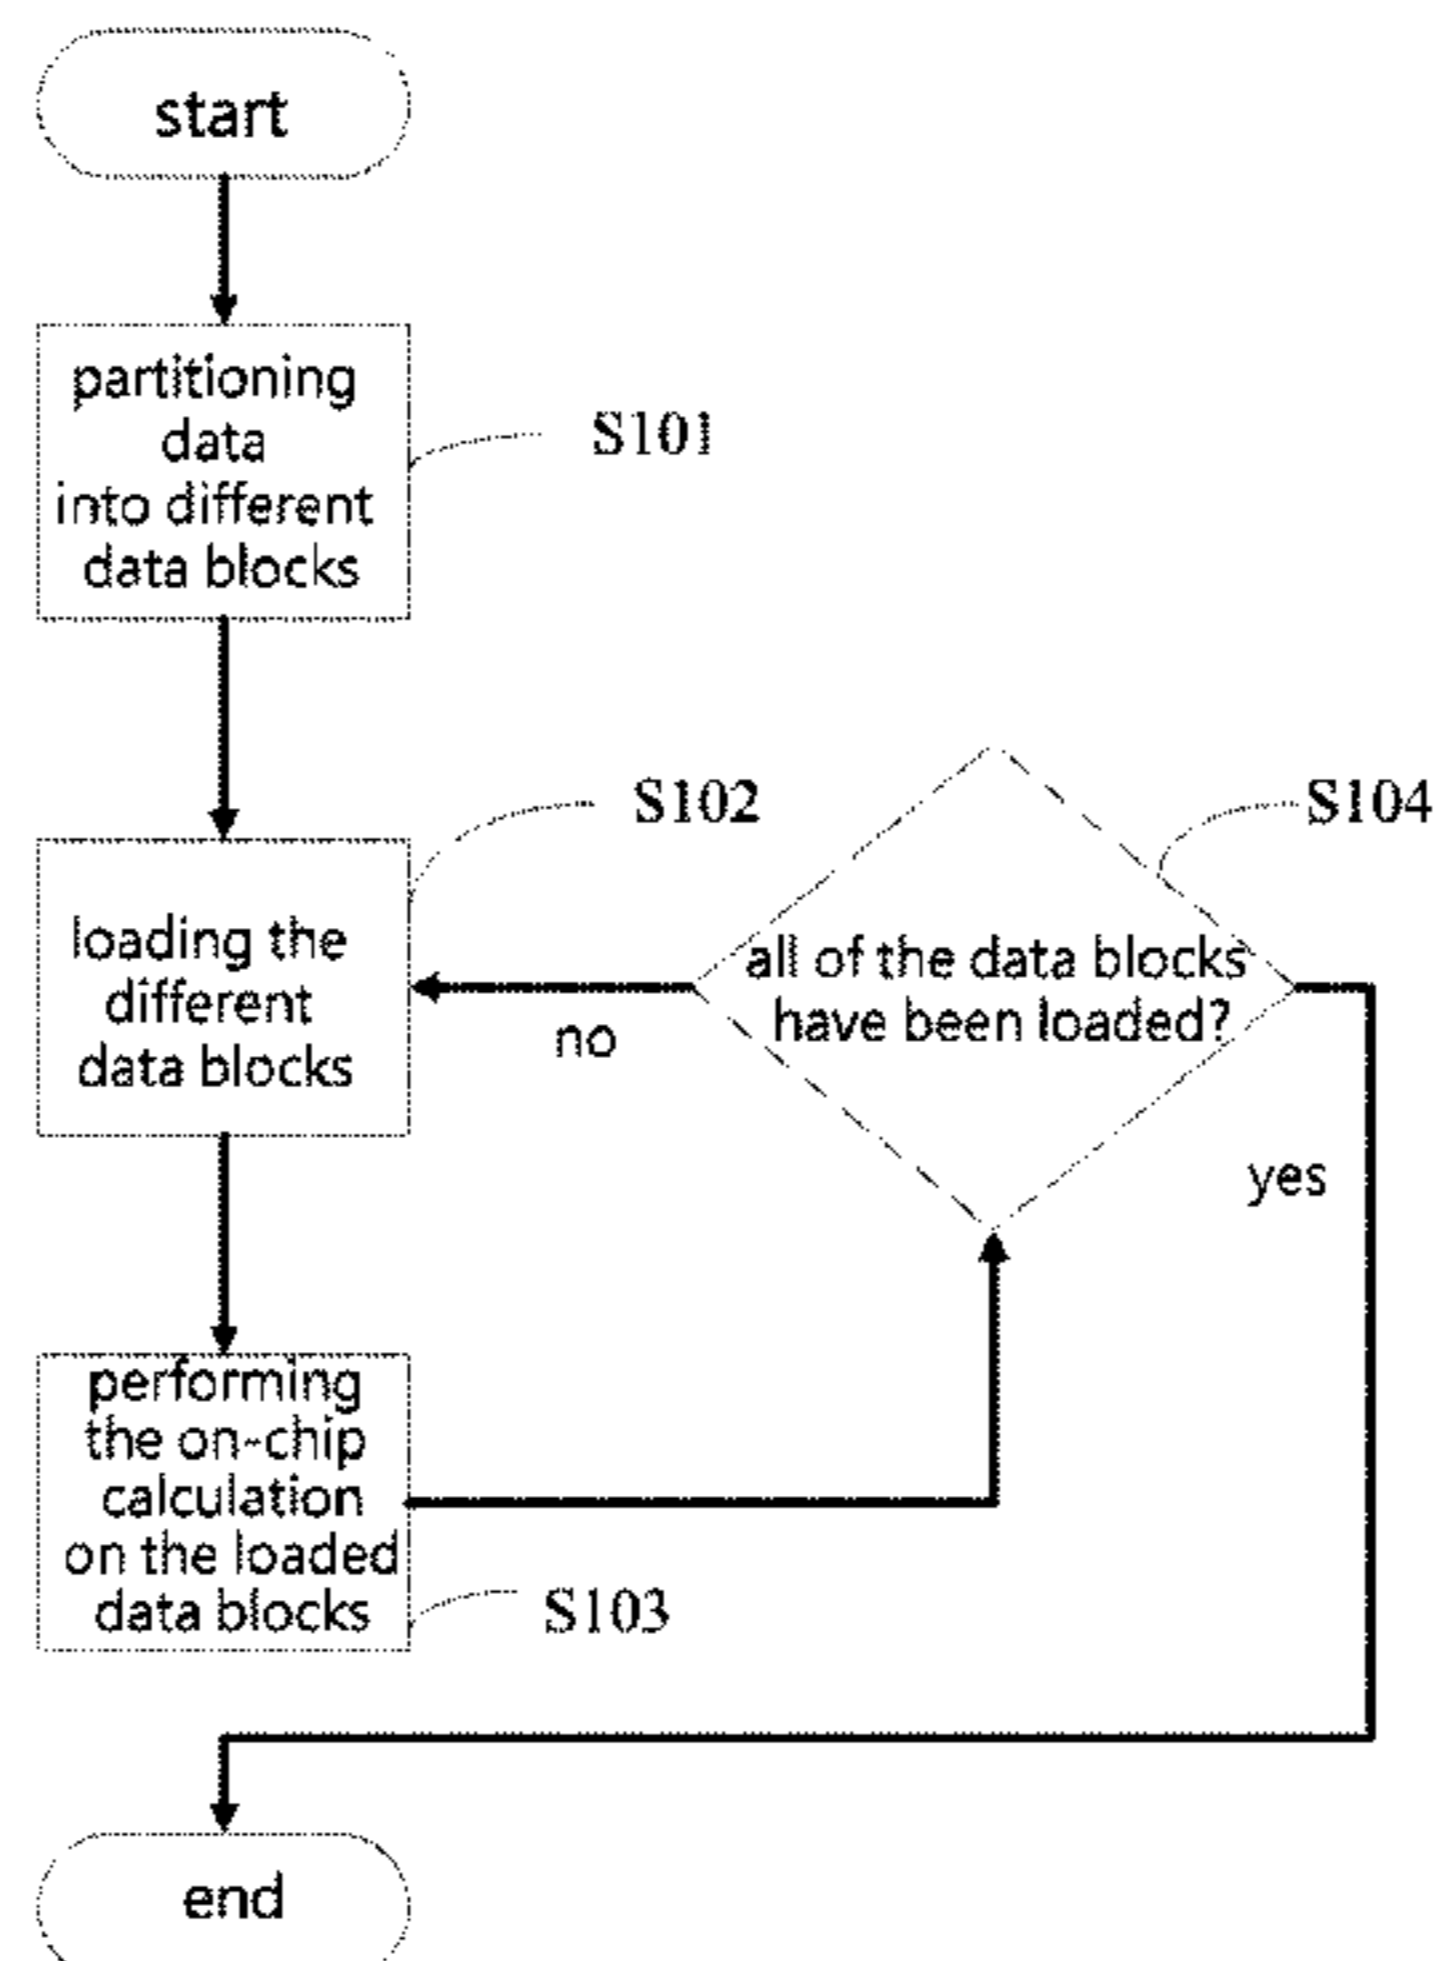 start
partitioning
data
into different
data blocks
S101
S102
S104
loading the
different
data blocks
all of the data blocks
have been loaded?
no
yes
performing
the on-chip
calculation
on the loaded
data blocks
S103
end